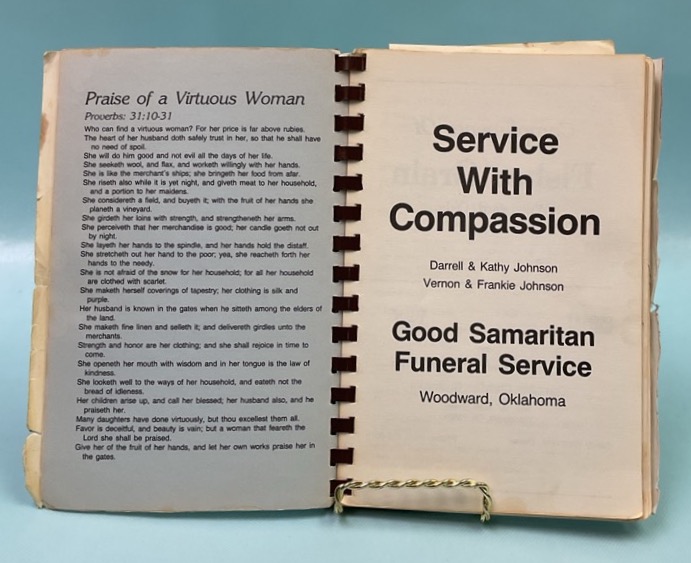 Praise of a Virtuous Woman
Proverbs: 31:10-31
Who can find a virtuous woman? For her price is far above rubies.
The heart of her husband doth safely trust in her, so that he shall have
no need of spoil.
She will do him good and not evil all the days of her life.
She seeketh wool, and flax, and worketh willingly with her hands.
She is like the merchant's ships; she bringeth her food from afar.
She riseth also while it is yet night, and giveth meat to her household,
and a portion to her maidens.
She considereth a field, and buyeth it; with the fruit of her hands she
planeth a vineyard.
She girdeth her loins with strength, and strengtheneth her arms.
She perceiveth that her merchandise is good; her candle goeth not out
by night.
She layeth her hands to the spindle, and her hands hold the distaff.
She stretcheth out her hand to the poor; yea, she reacheth forth her
hands to the needy.
She is not afraid of the snow for her household; for all her household
are clothed with scarlet.
She maketh herself coverings of tapestry; her clothing is silk and
purple.
Her husband is known in the gates when he sitteth among the elders of
the land.
She maketh fine linen and selleth it; and delivereth girdles unto the
merchants.
Strength and honor are her clothing; and she shall rejoice in time to
come.
She openeth her mouth with wisdom and in her tongue is the law of
kindness.
She looketh well to the ways of her household, and eateth not the
bread of idleness.
Her children arise up, and call her blessed; her husband also, and he
praiseth her.
Many daughters have done virtuously, but thou excellest them all.
Favor is deceitful, and beauty is vain; but a woman that feareth the
Lord she shall be praised.
Give her of the fruit of her hands, and let her own works praise her in
the gates.
Service
With
Compassion
Darrell & Kathy Johnson
Vernon & Frankie Johnson
Good Samaritan
Funeral Service
Woodward, Oklahoma